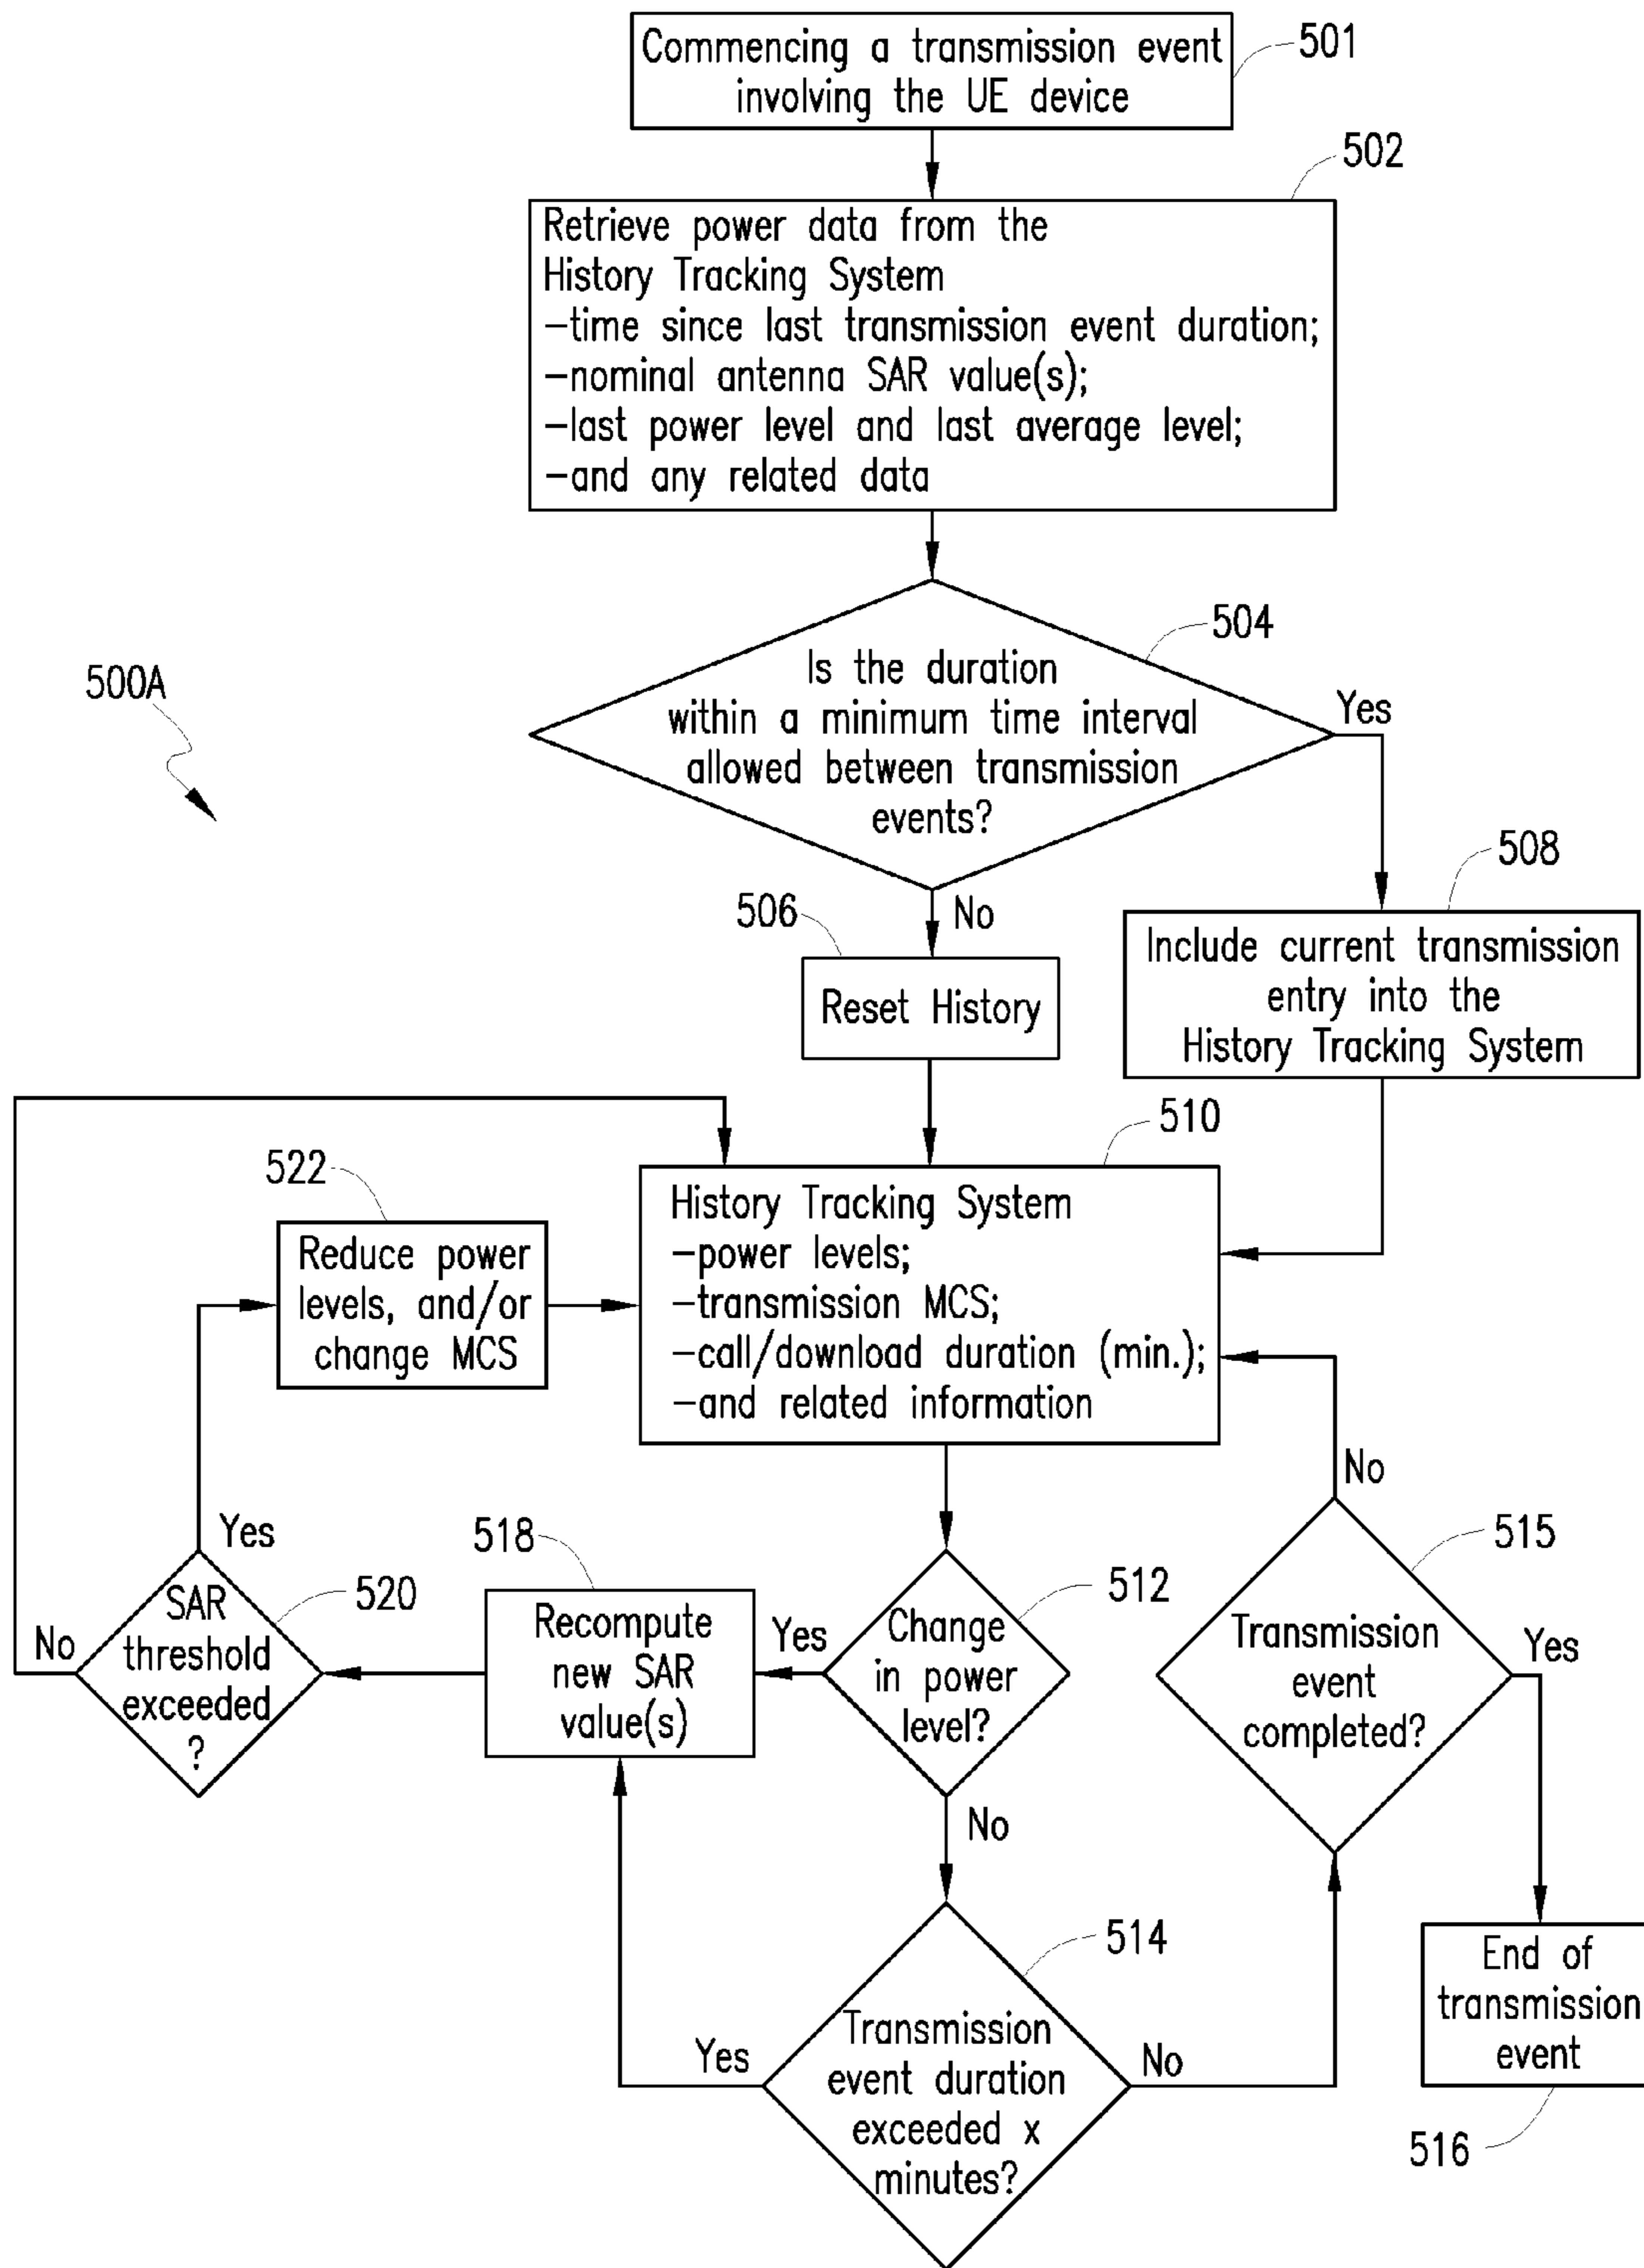 Commencing a transmission event
involving the UE device
501
502
Retrieve power data from the
History Tracking System
-time since last transmission event duration;
-nominal antenna SAR value(s);
-last power level and last average level;
-and any related data
504
Is the duration
within a minimum time interval
allowed between transmission
events?
Yes
500A
No
506
Reset History
508
Include current transmission
entry into the
History Tracking System
510
History Tracking System
-power levels;
-transmission MCS;
-call/download duration (min.);
-and related information
522
Reduce power
levels, and/or
change MCS
Yes
520
SAR
threshold
exceeded
?
No
518
Recompute
new SAR
value(s)
Yes
512
Change
in power
level?
No
No
515
Transmission
event
completed?
Yes
514
Transmission
event duration
exceeded x
minutes?
Yes
No
End of
transmission
event
516